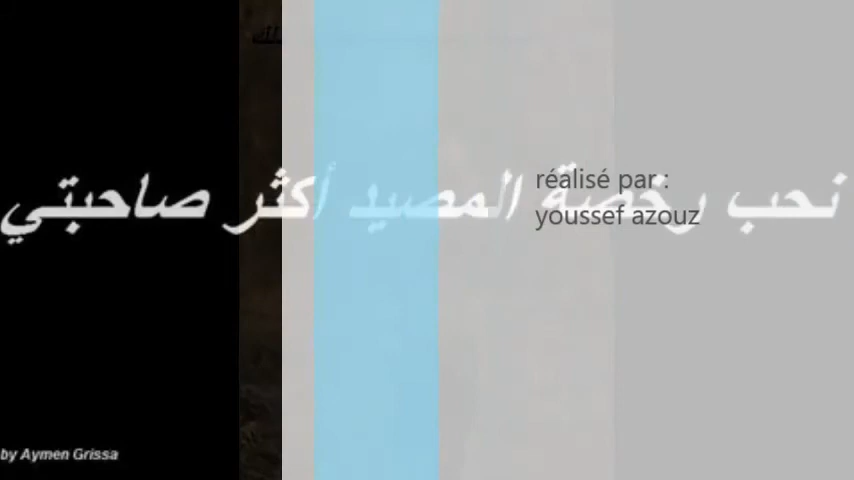 نحب رخصة المصيد أكثر صاحبتي
réalisé par :
youssef azouz
by Aymen Grissa